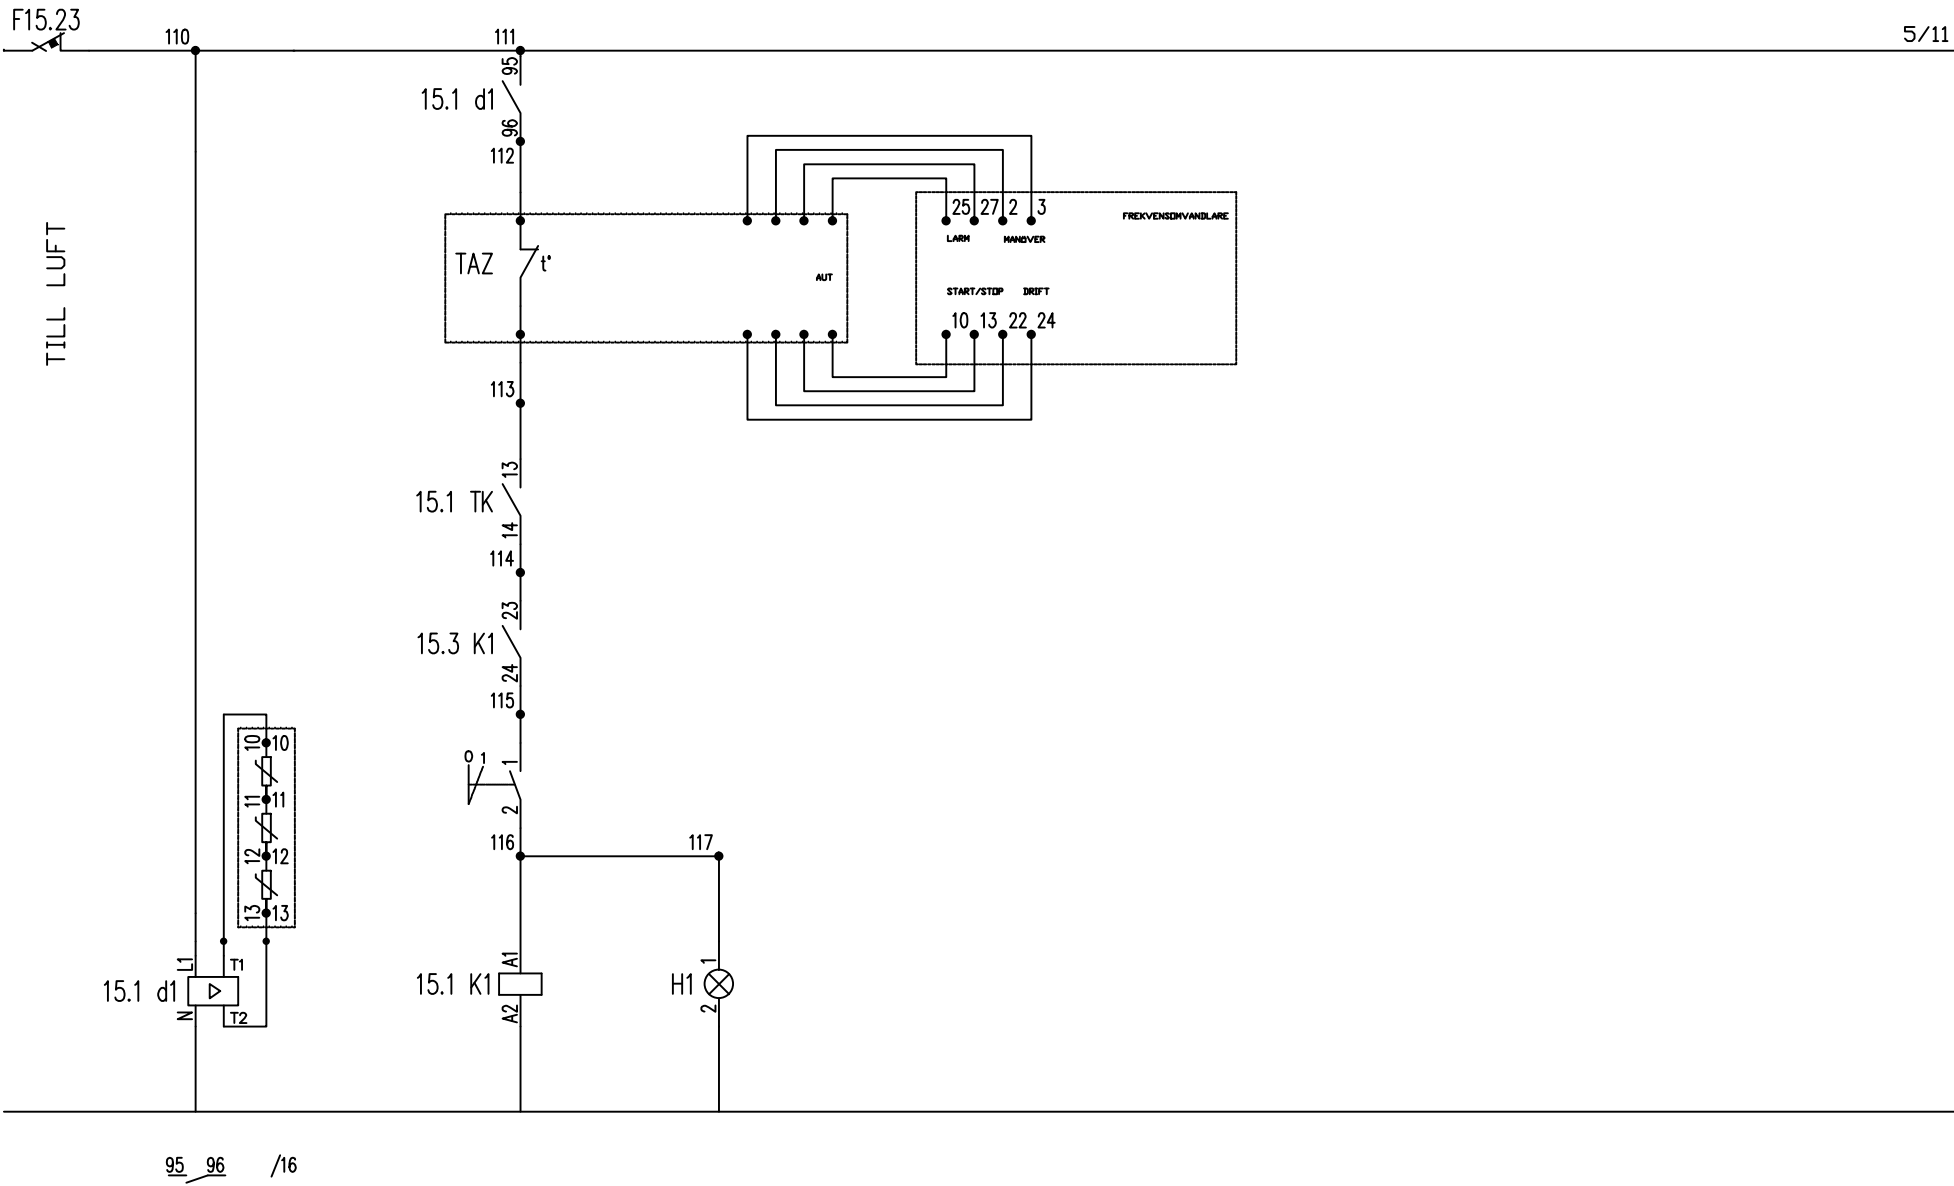 F15.23
110
111
5/11
95
15.1 d1
96
112
TILL LUFT
25 27 2 3
FREKVENSOMVANDLARE
LARM MANÖVER
TAZ
t°
AUT
START/STOP DRIFT
10 13 22 24
113
13
15.1 TK
14
114
23
15.3 K1
24
115
10 10
0 1
1
11 11
2
116
117
12 12
13 13
L1
T1
15.1 d1
N
T2
A1
15.1 K1
A2
1
H1
2
95 96 /16